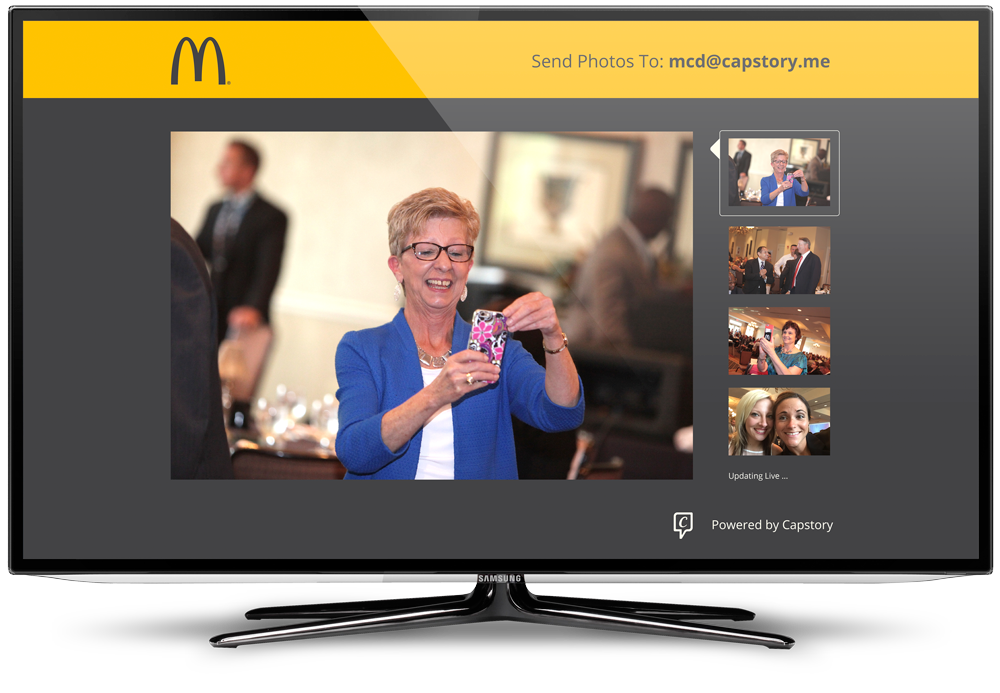 Send Photos To: mcd@capstory.me
Updating Live ...
Powered by Capstory
SAMSUNG